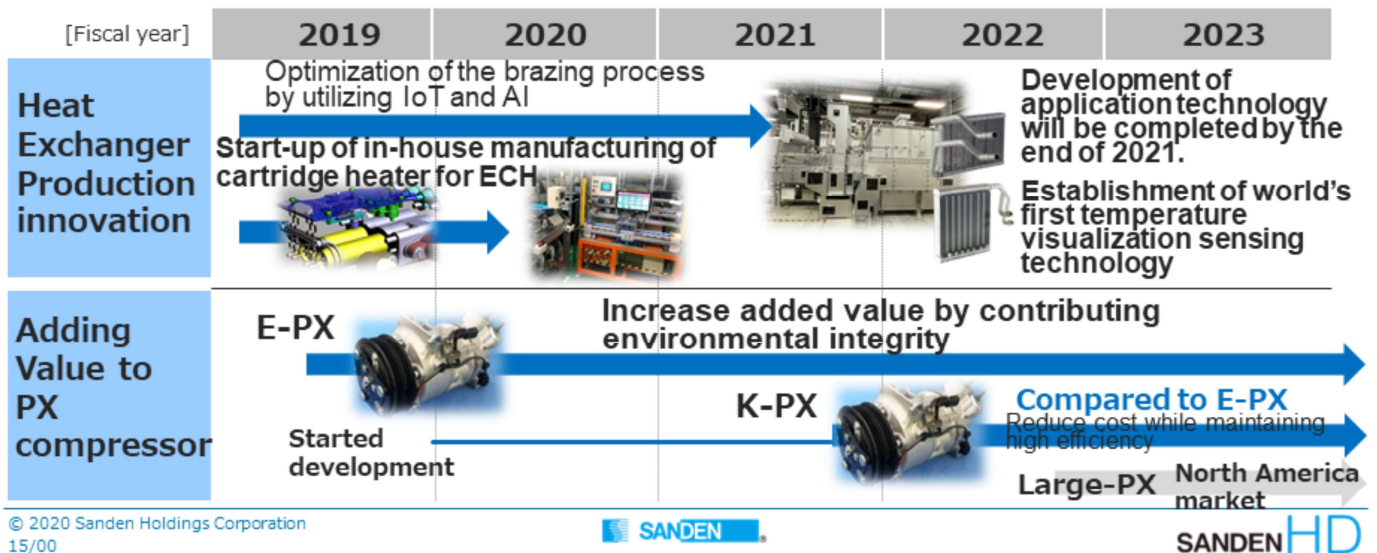 [Fiscal year]
2019
2020
2021
2022
2023
Heat
Exchanger
Production
innovation
Optimization of the brazing process
by utilizing IoT and AI
Start-up of in-house manufacturing of
cartridge heater for ECH
Development of
application technology
will be completed by the
end of 2021.
Establishment of world's
first temperature
visualization sensing
technology
Adding
Value to
PX
compressor
E-PX
Increase added value by contributing
environmental integrity
Started
development
K-PX
Compared to E-PX
Reduce cost while maintaining
high efficiency
Large-PX
North America
market
© 2020 Sanden Holdings Corporation
15/00
SANDEN®
SANDEN HD